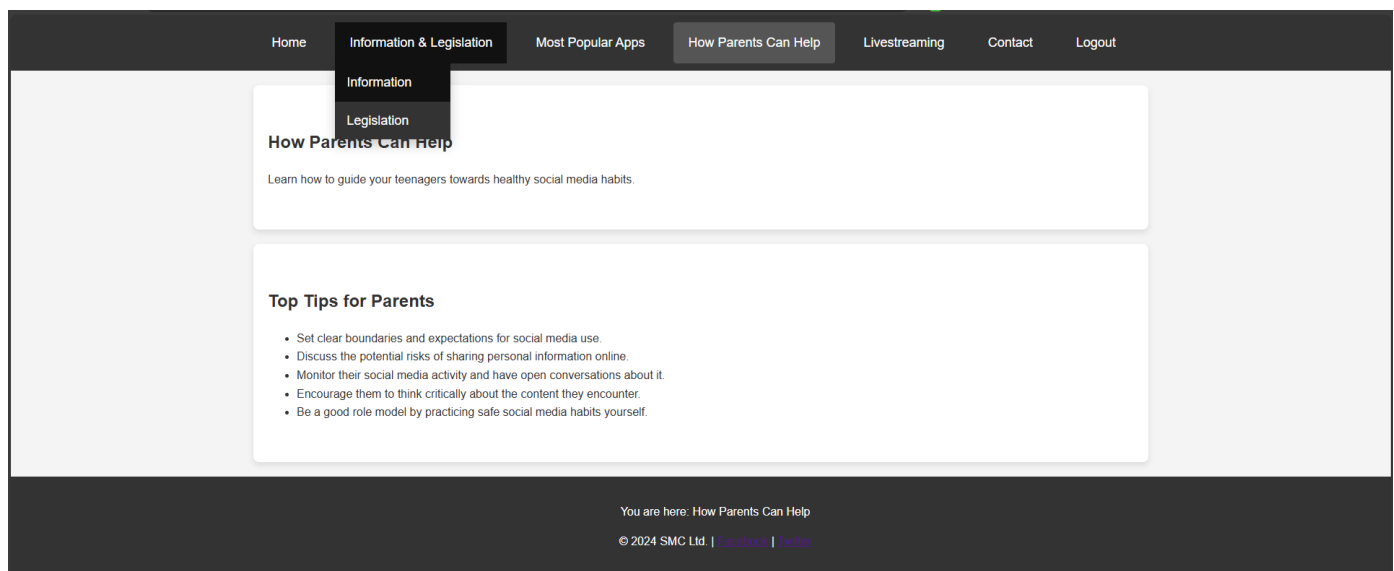 Home Information & Legislation Most Popular Apps How Parents Can Help Livestreaming Contact Logout
Information
Legislation
How Parents Can Help
Learn how to guide your teenagers towards healthy social media habits.
Top Tips for Parents
• Set clear boundaries and expectations for social media use.
• Discuss the potential risks of sharing personal information online.
• Monitor their social media activity and have open conversations about it.
• Encourage them to think critically about the content they encounter.
• Be a good role model by practicing safe social media habits yourself.
You are here: How Parents Can Help
© 2024 SMC Ltd. | Facebook |